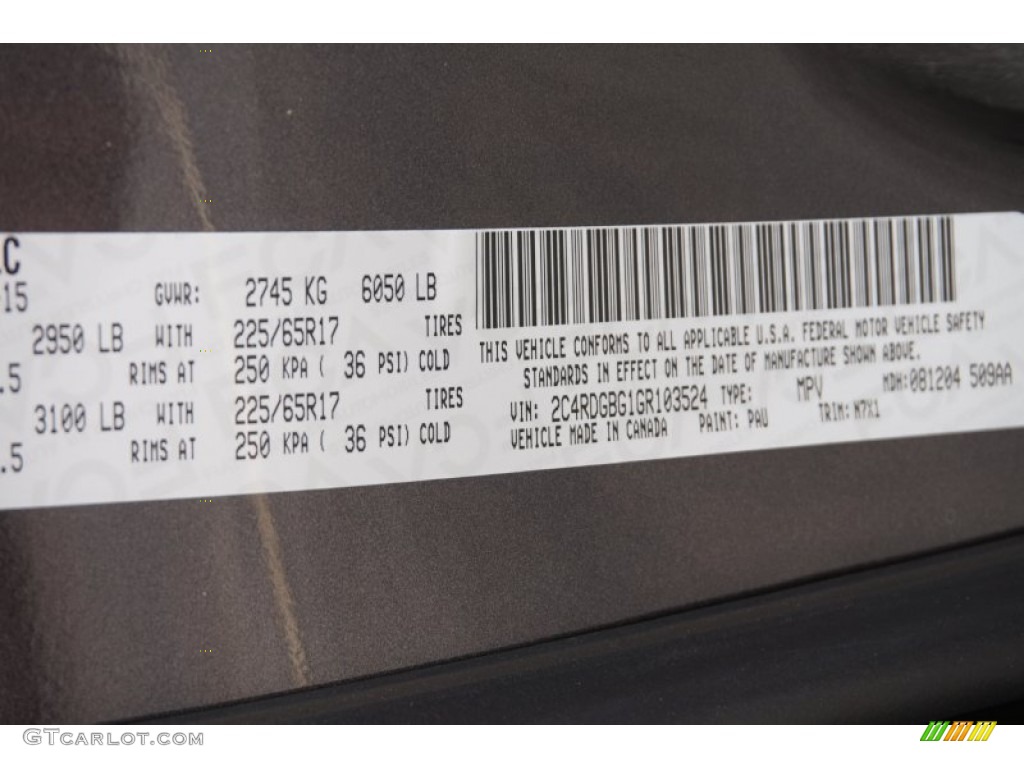 C
15
GVWR: 2745 KG 6050 LB
2950 LB WITH 225/65R17 TIRES
.5 RIMS AT 250 KPA ( 36 PSI) COLD
3100 LB WITH 225/65R17 TIRES
.5 RIMS AT 250 KPA ( 36 PSI) COLD
THIS VEHICLE CONFORMS TO ALL APPLICABLE U.S.A. FEDERAL MOTOR VEHICLE SAFETY
STANDARDS IN EFFECT ON THE DATE OF MANUFACTURE SHOWN ABOVE.
VIN: 2C4RDGBG1GR103524 TYPE: MPV MDH:081204 509AA
VEHICLE MADE IN CANADA PAINT: PAU TRIM: N7X1
GTCarlot.com